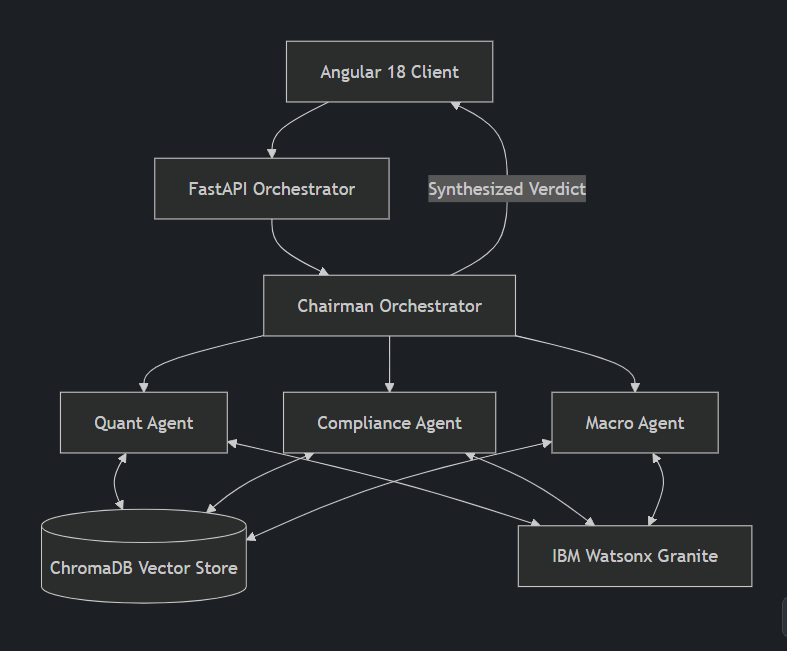 Angular 18 Client
FastAPI Orchestrator
Synthesized Verdict
Chairman Orchestrator
Quant Agent
Compliance Agent
Macro Agent
ChromaDB Vector Store
IBM Watsonx Granite